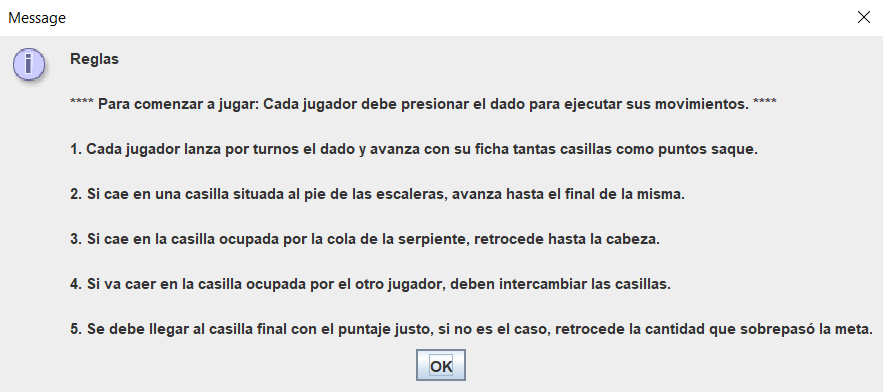 Message
Reglas
**** Para comenzar a jugar: Cada jugador debe presionar el dado para ejecutar sus movimientos. ****
1. Cada jugador lanza por turnos el dado y avanza con su ficha tantas casillas como puntos saque.
2. Si cae en una casilla situada al pie de las escaleras, avanza hasta el final de la misma.
3. Si cae en la casilla ocupada por la cola de la serpiente, retrocede hasta la cabeza.
4. Si va caer en la casilla ocupada por el otro jugador, deben intercambiar las casillas.
5. Se debe llegar al casilla final con el puntaje justo, si no es el caso, retrocede la cantidad que sobrepasó la meta.
OK